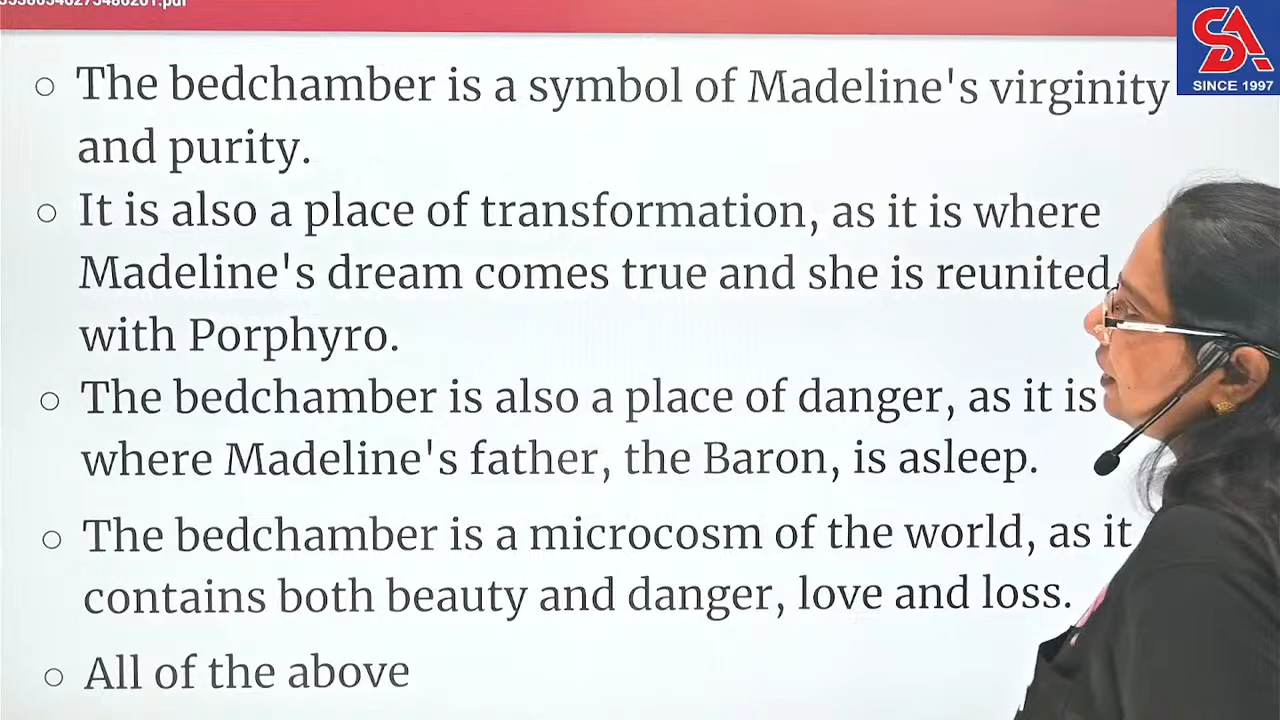 The bedchamber is a symbol of Madeline's virginity
and purity.
It is also a place of transformation, as it is where
Madeline's dream comes true and she is reunited
with Porphyro.
The bedchamber is also a place of danger, as it is
where Madeline's father, the Baron, is asleep.
The bedchamber is a microcosm of the world, as it
contains both beauty and danger, love and loss.
All of the above
SA
SINCE 1997